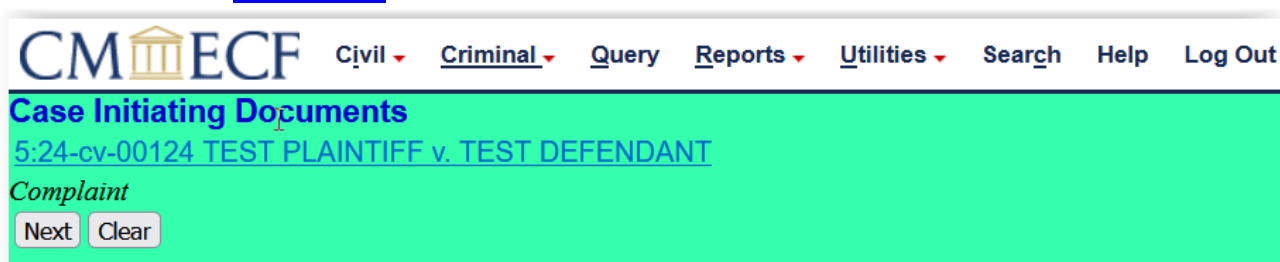 CM ECF Civil Criminal Query Reports Utilities Search Help Log Out
Case Initiating Documents
5:24-cv-00124 TEST PLAINTIFF v. TEST DEFENDANT
Complaint
Next Clear